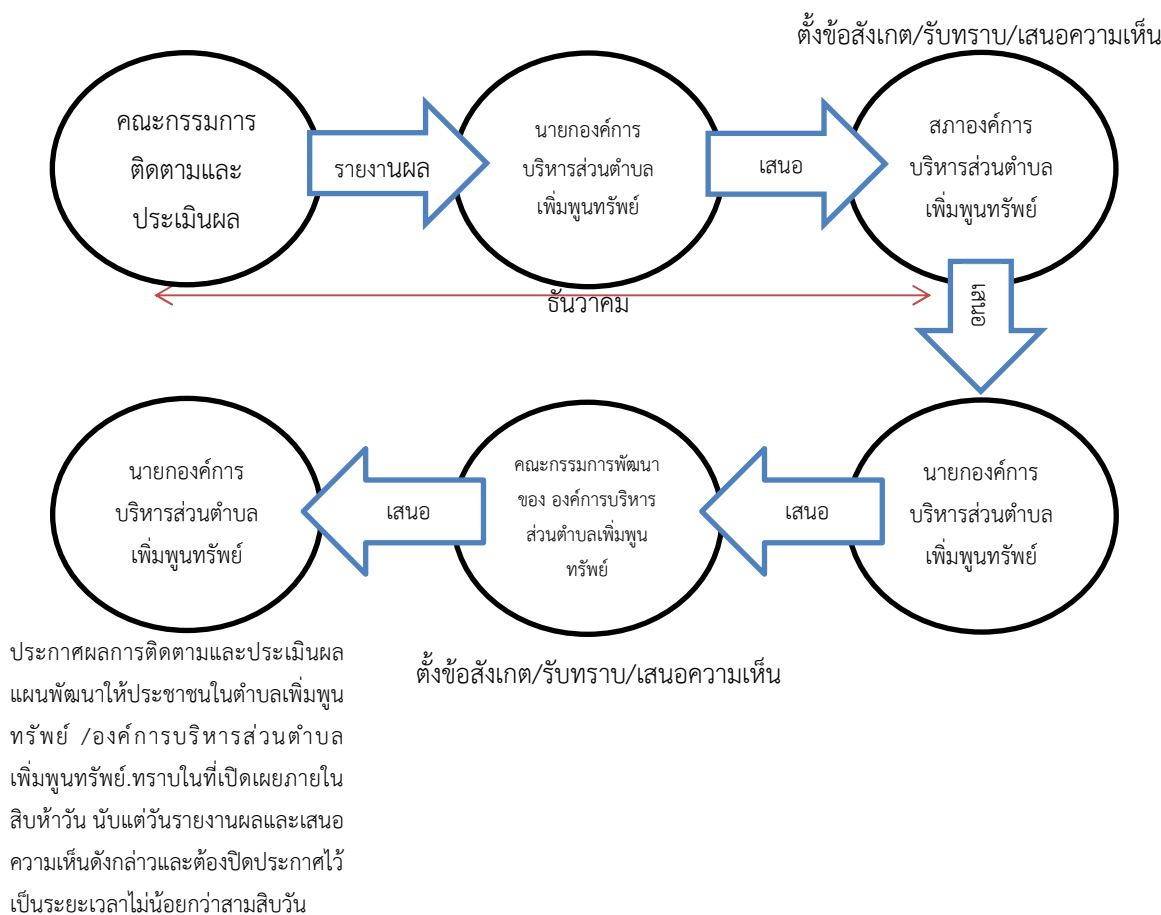 ตั้งข้อสังเกต/รับทราบ/เสนอความเห็น
คณะกรรมการ
ติดตามและ
ประเมินผล
รายงานผล
นายกองค์การ
บริหารส่วนตำบล
เพิ่มพูนทรัพย์
เสนอ
สภาองค์การ
บริหารส่วนตำบล
เพิ่มพูนทรัพย์
ธันวาคม
เสนอ
นายกองค์การ
บริหารส่วนตำบล
เพิ่มพูนทรัพย์
เสนอ
คณะกรรมการพัฒนา
ของ องค์การบริหาร
ส่วนตำบลเพิ่มพูน
ทรัพย์
เสนอ
นายกองค์การ
บริหารส่วนตำบล
เพิ่มพูนทรัพย์
ตั้งข้อสังเกต/รับทราบ/เสนอความเห็น
ประกาศผลการติดตามและประเมินผล
แผนพัฒนาให้ประชาชนในตำบลเพิ่มพูน
ทรัพย์ /องค์การบริหารส่วนตำบล
เพิ่มพูนทรัพย์.ทราบในที่เปิดเผยภายใน
สิบห้าวัน นับแต่วันรายงานผลและเสนอ
ความเห็นดังกล่าวและต้องปิดประกาศไว้
เป็นระยะเวลาไม่น้อยกว่าสามสิบวัน